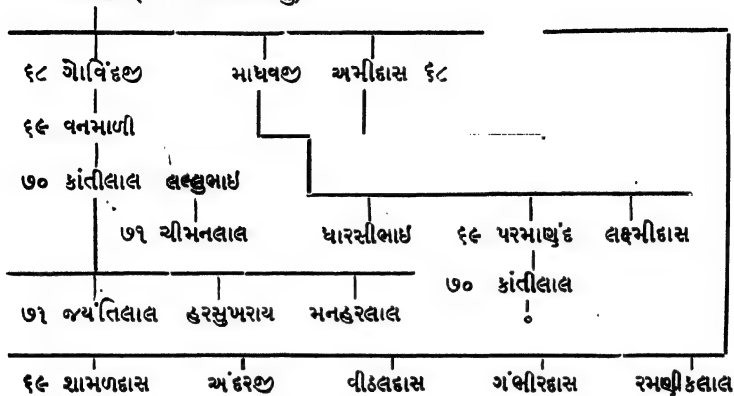 ૬૮ ગોવિંદજી માધવજી અમીદાસ ૬૮
૬૯ વનમાળી
૭૦ કાંતીલાલ લલ્લુભાઇ
૭૧ ચીમનલાલ ધારસીભાઇ ૬૯ પરમાણંદ લક્ષ્મીદાસ
૭૦ કાંતીલાલ
૭૧ જયંતિલાલ હરસુખરાય મનહરલાલ
૬૯ શામળદાસ અંદરજી વીઠલદાસ ગંભીરદાસ રમણીકલાલ